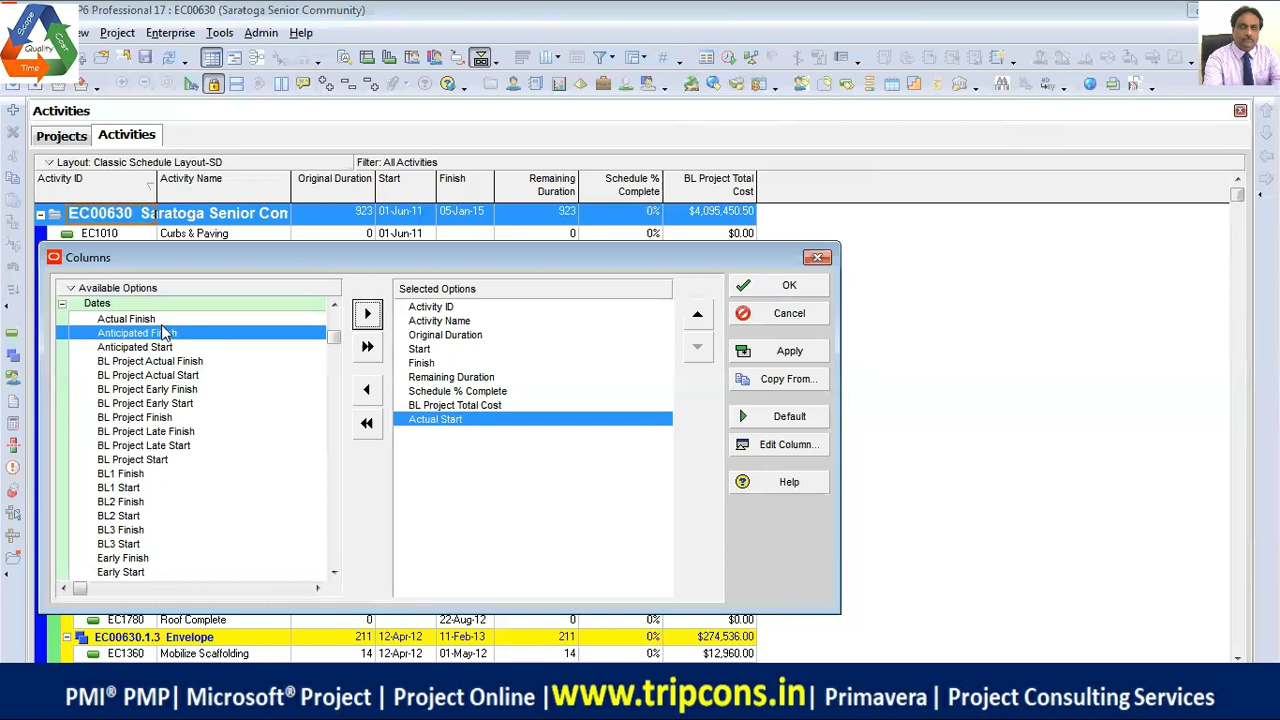 P6 Professional 17 : EC00630 (Saratoga Senior Community)
Scope
Quality
Cost
Time
Project Enterprise Tools Admin Help
Activities
Projects Activities
Layout: Classic Schedule Layout-SD Filter: All Activities
Activity ID Activity Name Original Duration Start Finish Remaining Duration Schedule % Complete BL Project Total Cost
EC00630 Saratoga Senior Com 923 01-Jun-11 05-Jan-15 923 0% $4,095,450.50
EC1010 Curbs & Paving 0 01-Jun-11 0 0% $0.00
Columns
Available Options
Dates
Actual Finish
Anticipated Finish
Anticipated Start
BL Project Actual Finish
BL Project Actual Start
BL Project Early Finish
BL Project Early Start
BL Project Finish
BL Project Late Finish
BL Project Late Start
BL Project Start
BL1 Finish
BL1 Start
BL2 Finish
BL2 Start
BL3 Finish
BL3 Start
Early Finish
Early Start
Selected Options
Activity ID
Activity Name
Original Duration
Start
Finish
Remaining Duration
Schedule % Complete
BL Project Total Cost
Actual Start
OK
Cancel
Apply
Copy From...
Default
Edit Column...
Help
EC1780 Roof Complete 0 22-Aug-12 0 0% $0.00
EC00630.1.3 Envelope 211 12-Apr-12 11-Feb-13 211 0% $274,536.00
EC1360 Mobilize Scaffolding 14 12-Apr-12 01-May-12 14 0% $12,960.00
PMI® PMP| Microsoft® Project | Project Online |www.tripcons.in| Primavera | Project Consulting Services